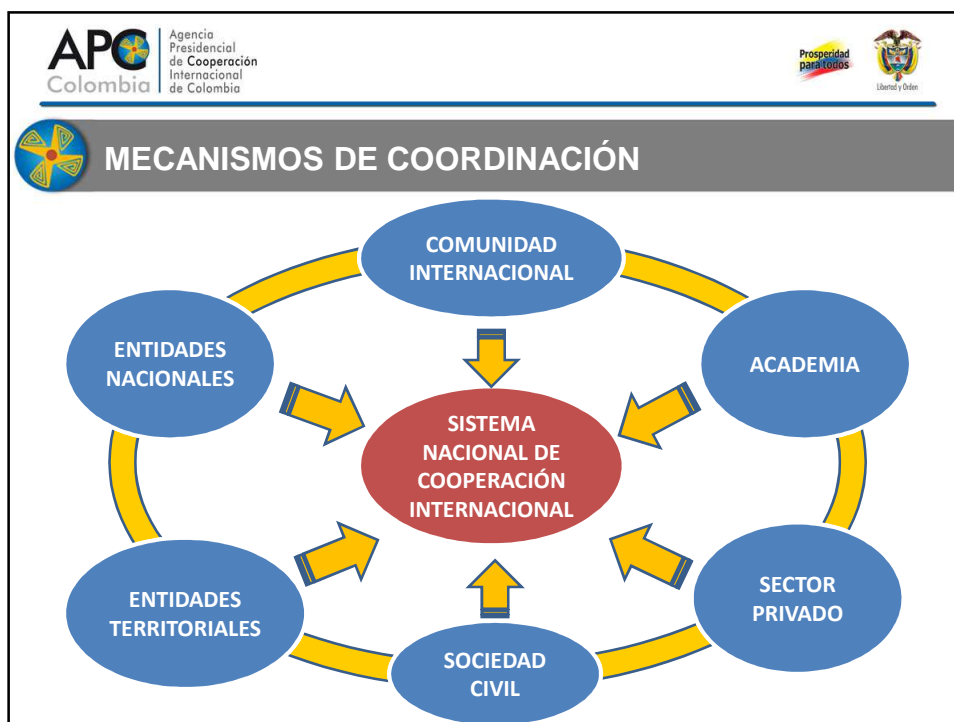 APC
Colombia
Agencia
Presidencial
de Cooperación
Internacional
de Colombia
Prosperidad
para todos
Libertad y Orden
MECANISMOS DE COORDINACIÓN
COMUNIDAD
INTERNACIONAL
ENTIDADES
NACIONALES
ACADEMIA
SISTEMA
NACIONAL DE
COOPERACIÓN
INTERNACIONAL
ENTIDADES
TERRITORIALES
SECTOR
PRIVADO
SOCIEDAD
CIVIL